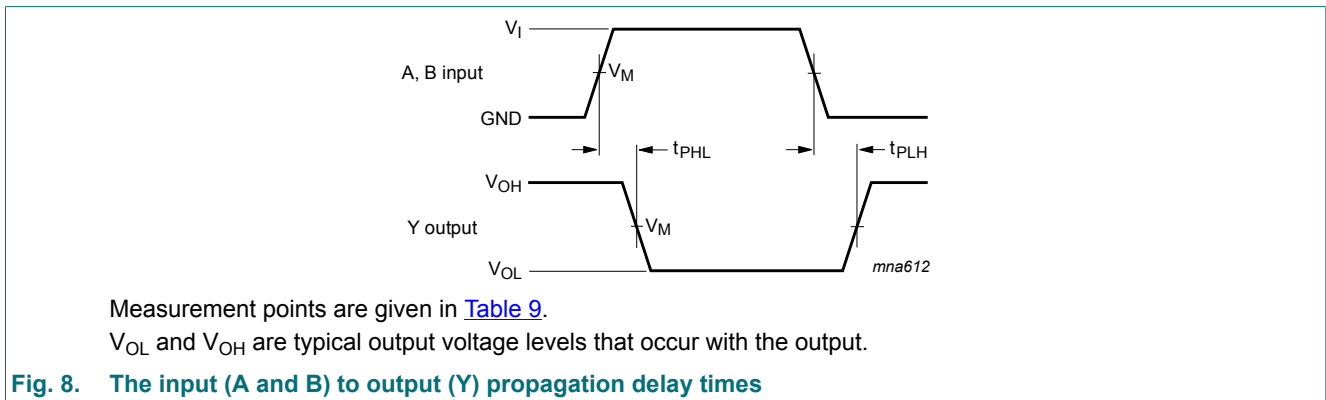 V_I
A, B input
V_M
GND
t_PHL
t_PLH
V_OH
Y output
V_M
V_OL
mna612
Measurement points are given in Table 9.
V_OL and V_OH are typical output voltage levels that occur with the output.
Fig. 8. The input (A and B) to output (Y) propagation delay times